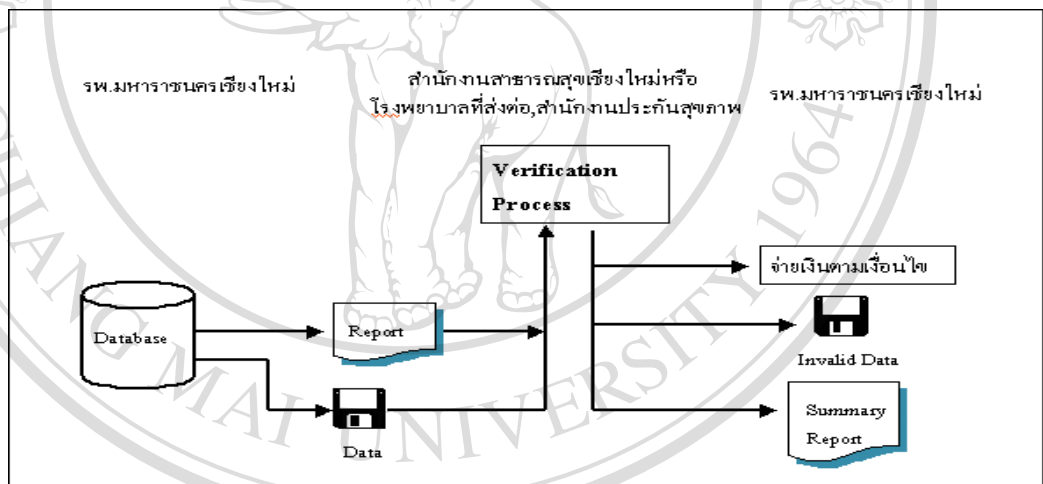 รพ.มหาราชนครเชียงใหม่
สำนักงานสาธารณสุขเชียงใหม่หรือ
โรงพยาบาลที่ส่งต่อ,สำนักงานประกันสุขภาพ
รพ.มหาราชนครเชียงใหม่
Verification
Process
จ่ายเงินตามเงื่อนไข
Database
Report
Invalid Data
Data
Summary
Report
CHIANG MAI UNIVERSITY 1964